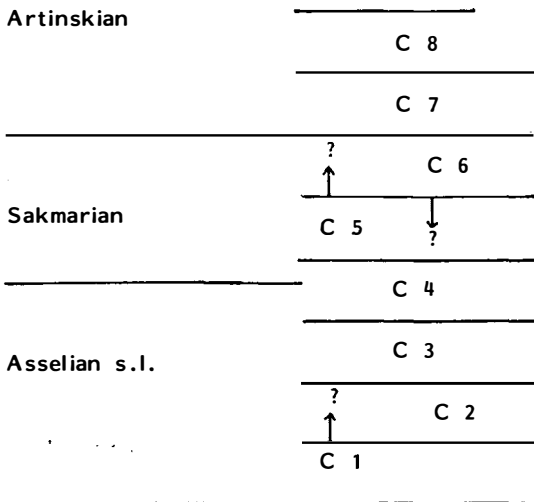 Artinskian
C 8
C 7
?
C 6
Sakmarian
C 5
?
C 4
C 3
Asselian s.l.
?
C 2
C 1